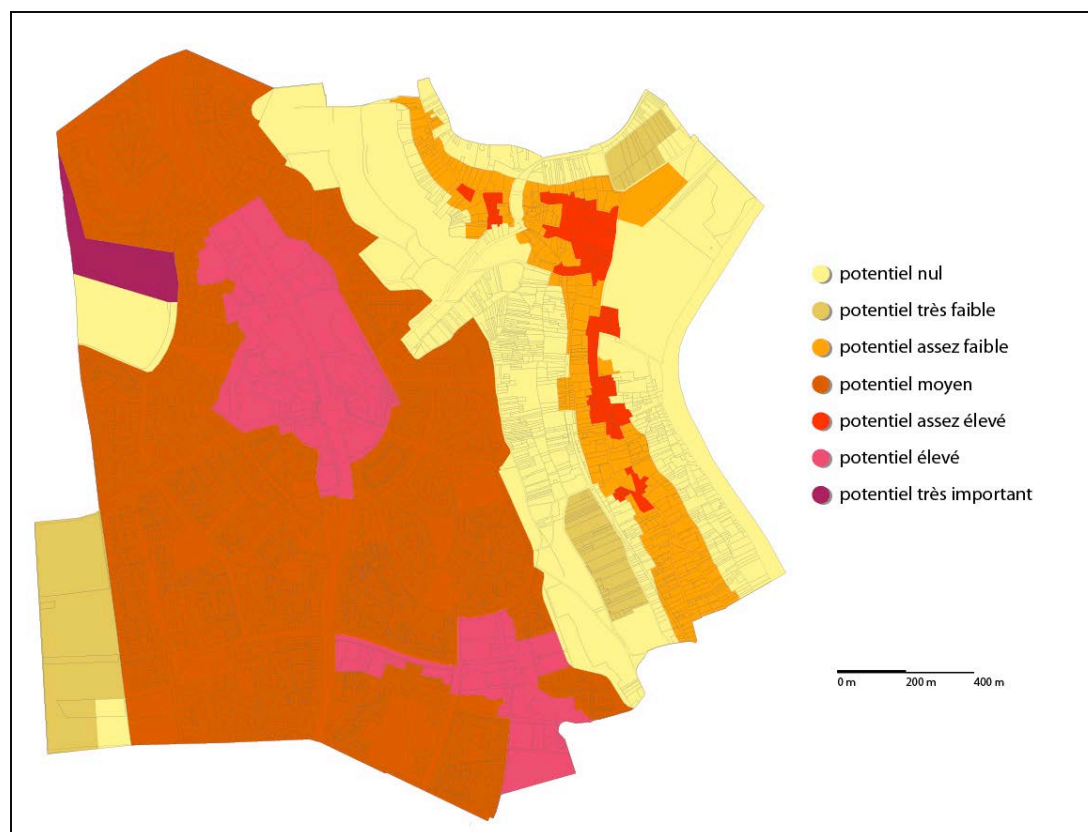 potentiel nul
potentiel très faible
potentiel assez faible
potentiel moyen
potentiel assez élevé
potentiel élevé
potentiel très important
0 m 200 m 400 m